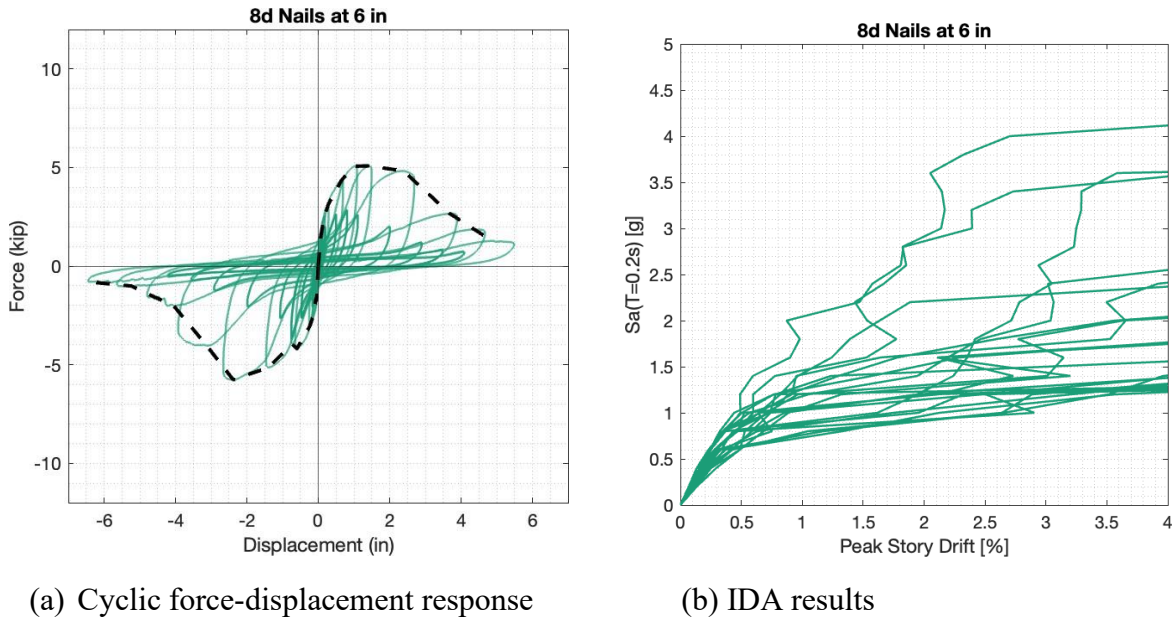 8d Nails at 6 in
10
5
0
-5
-10
Force (kip)
-6 -4 -2 0 2 4 6
Displacement (in)
(a) Cyclic force-displacement response
8d Nails at 6 in
5
4.5
4
3.5
3
2.5
2
1.5
1
0.5
0
Sa(T=0.2s) [g]
0 0.5 1 1.5 2 2.5 3 3.5 4
Peak Story Drift [%]
(b) IDA results